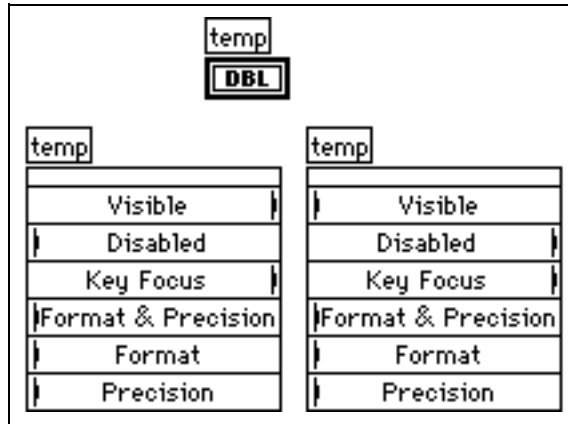 temp
DBL
temp
Visible
Disabled
Key Focus
Format & Precision
Format
Precision
temp
Visible
Disabled
Key Focus
Format & Precision
Format
Precision